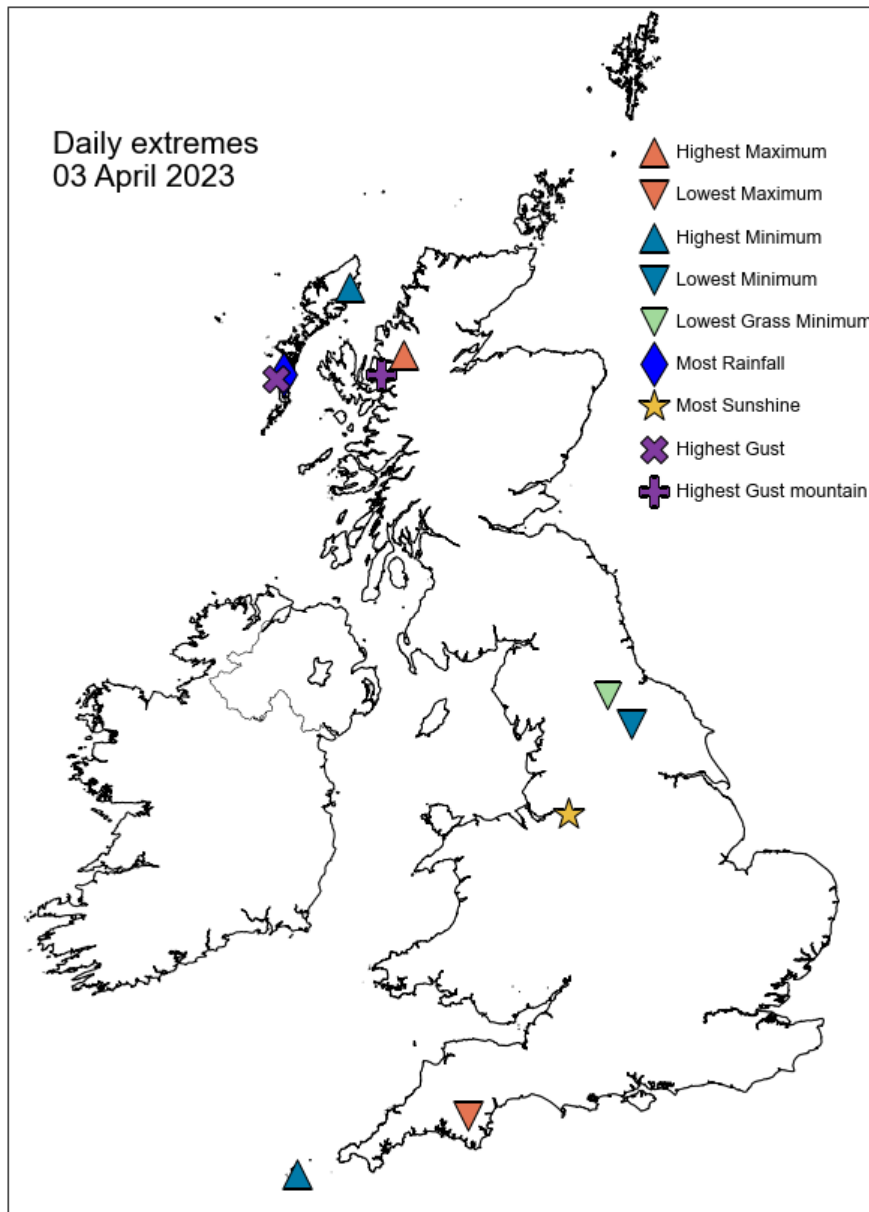 Daily extremes
03 April 2023
Highest Maximum
Lowest Maximum
Highest Minimum
Lowest Minimum
Lowest Grass Minimum
Most Rainfall
Most Sunshine
Highest Gust
Highest Gust mountain